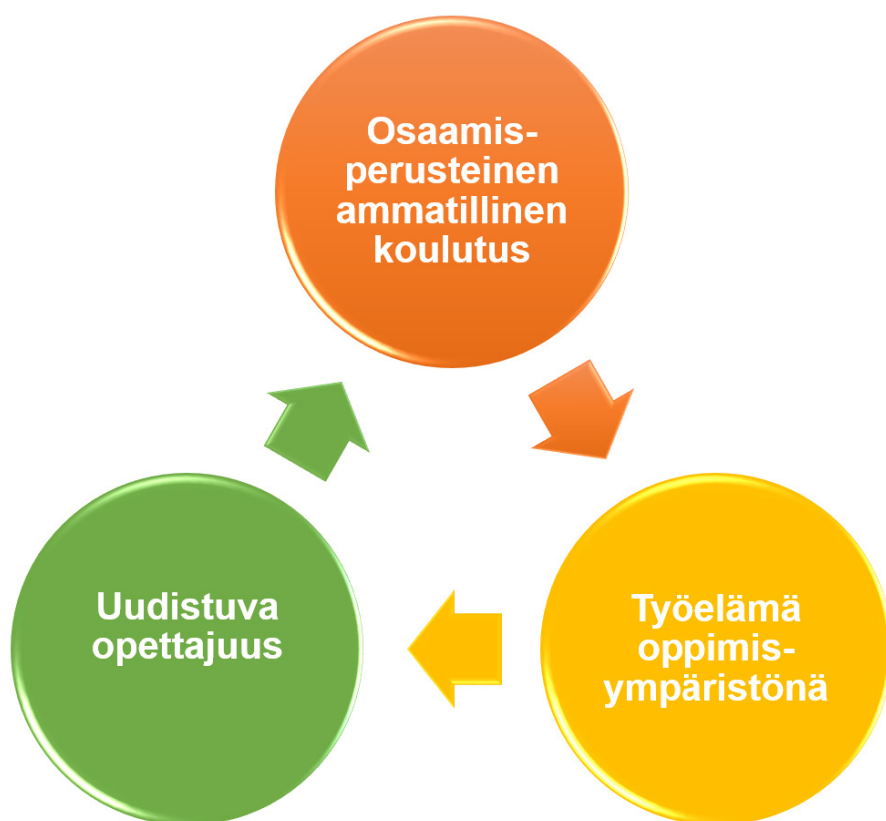 Osaamis-
perusteinen
ammatillinen
koulutus
Uudistuva
opettajuus
Työelämä
oppimis-
ympäristönä